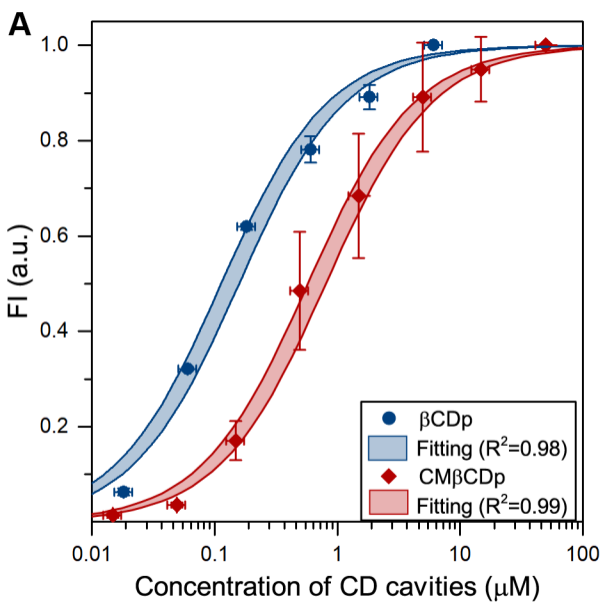 A
1.0
0.8
0.6
0.4
0.2
FI (a.u.)
βCDp
Fitting (R²=0.98)
CMβCDp
Fitting (R²=0.99)
0.01 0.1 1 10 100
Concentration of CD cavities (μM)